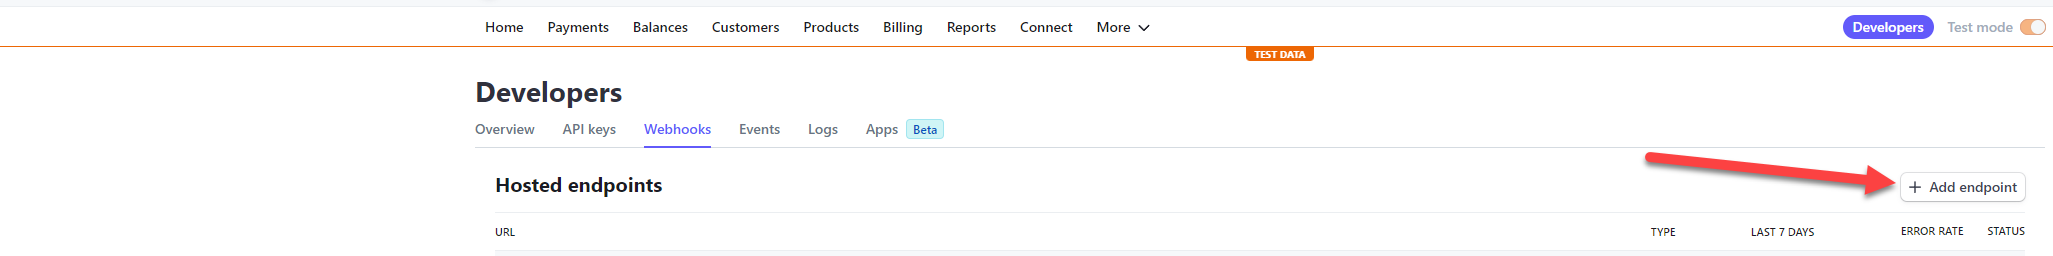 Home Payments Balances Customers Products Billing Reports Connect More Developers Test mode
TEST DATA
Developers
Overview API keys Webhooks Events Logs Apps Beta
Hosted endpoints + Add endpoint
URL TYPE LAST 7 DAYS ERROR RATE STATUS